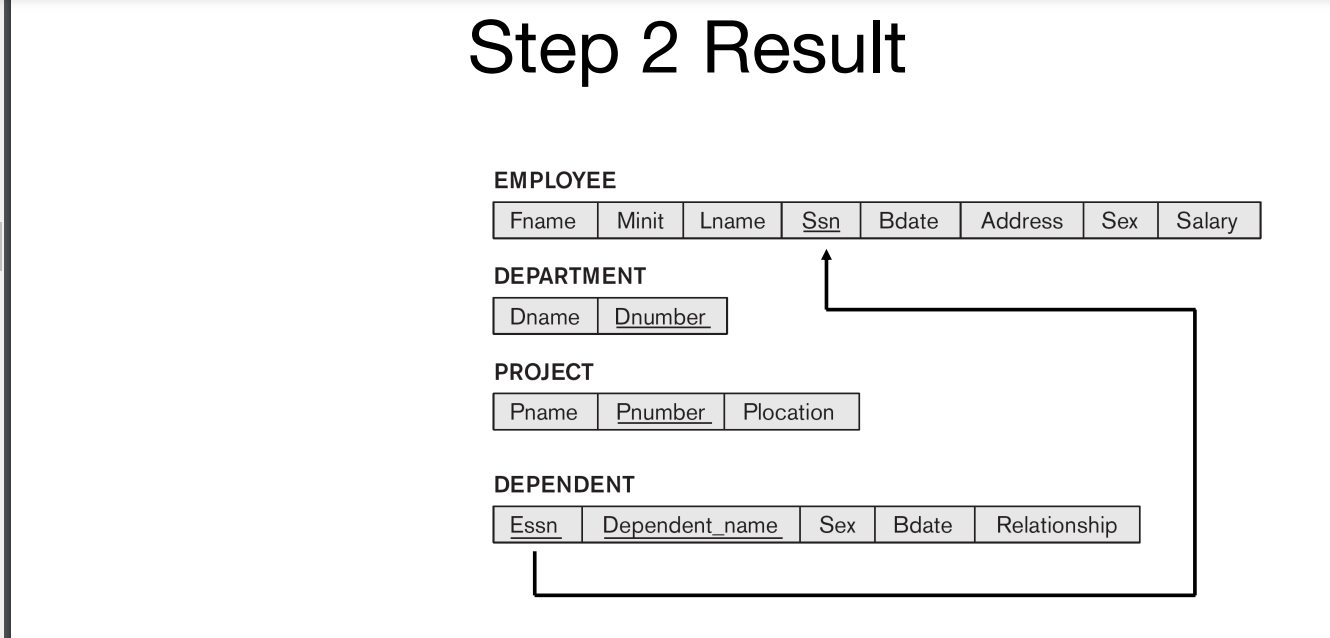 Step 2 Result
EMPLOYEE
Fname Minit Lname Ssn Bdate Address Sex Salary
DEPARTMENT
Dname Dnumber
PROJECT
Pname Pnumber Plocation
DEPENDENT
Essn Dependent_name Sex Bdate Relationship